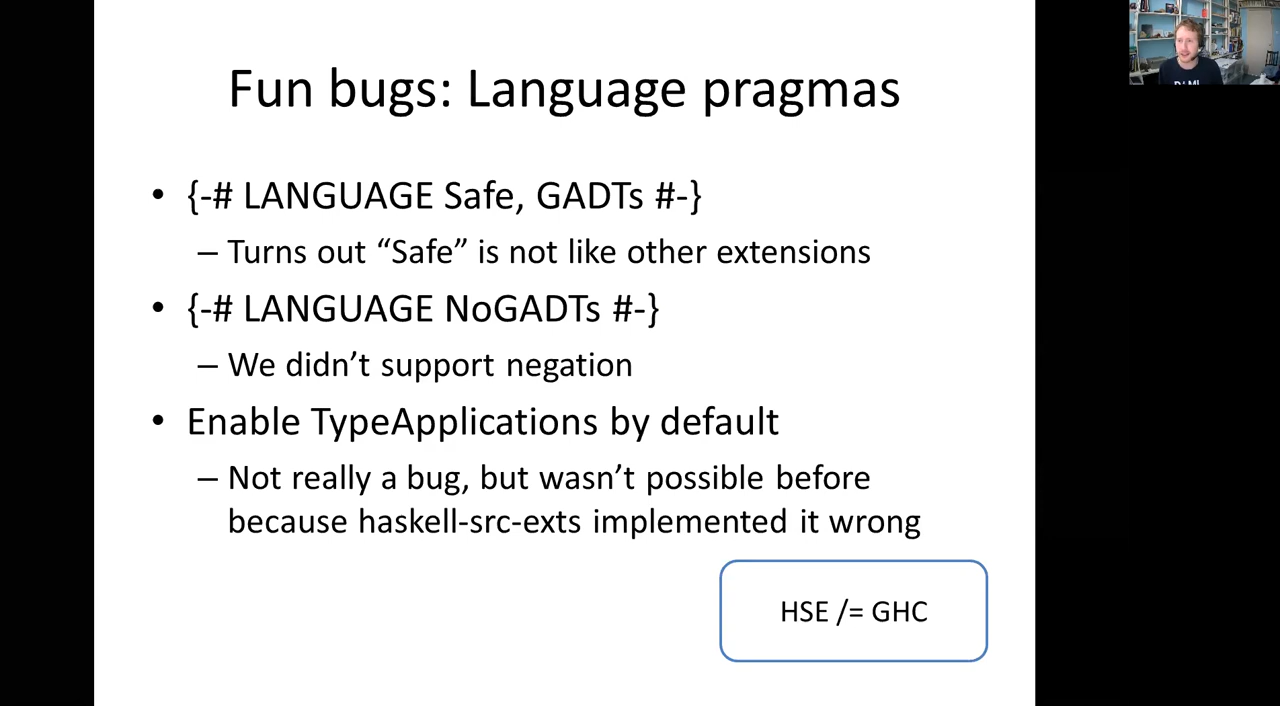 Fun bugs: Language pragmas
• {-# LANGUAGE Safe, GADTs #-}
– Turns out “Safe” is not like other extensions
• {-# LANGUAGE NoGADTs #-}
– We didn’t support negation
• Enable TypeApplications by default
– Not really a bug, but wasn’t possible before
because haskell-src-exts implemented it wrong
HSE /= GHC